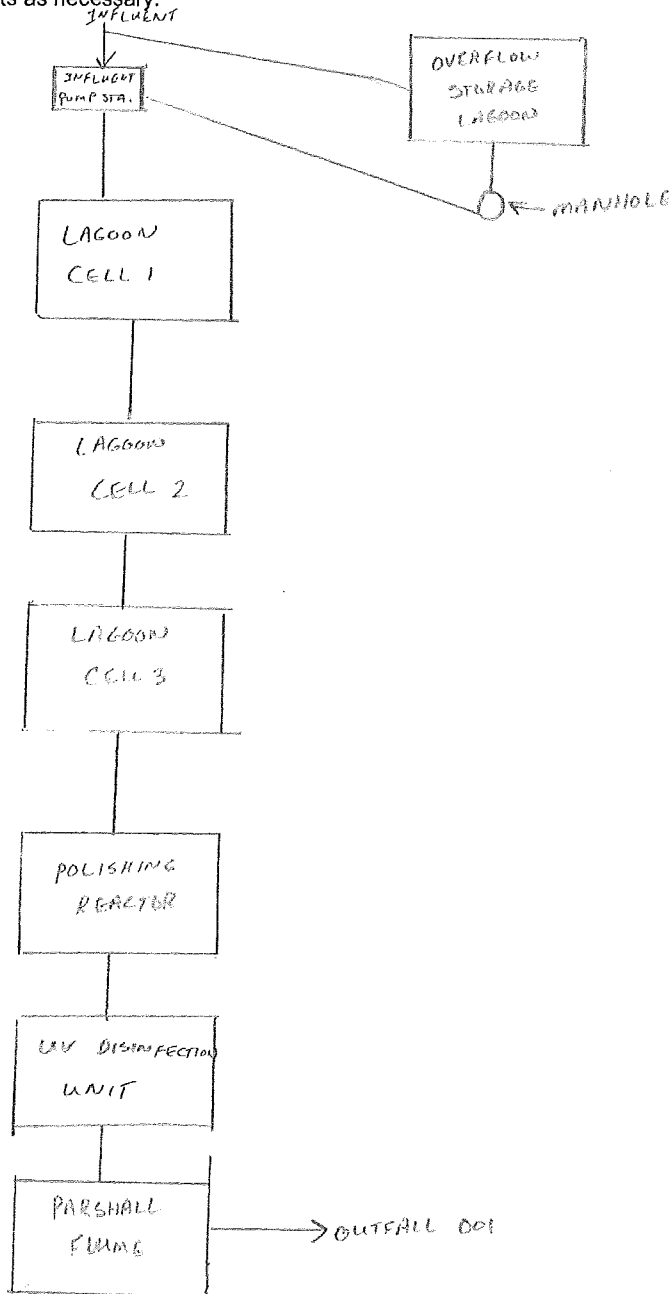 ts as necessary.
INFLUENT
INFLUENT
PUMP STA.
OVERFLOW
STORAGE
LAGOON
MANHOLE
LAGOON
CELL 1
LAGOON
CELL 2
LAGOON
CELL 3
POLISHING
REACTOR
UV DISINFECTION
UNIT
PARSHALL
FLUME
OUTFALL 001